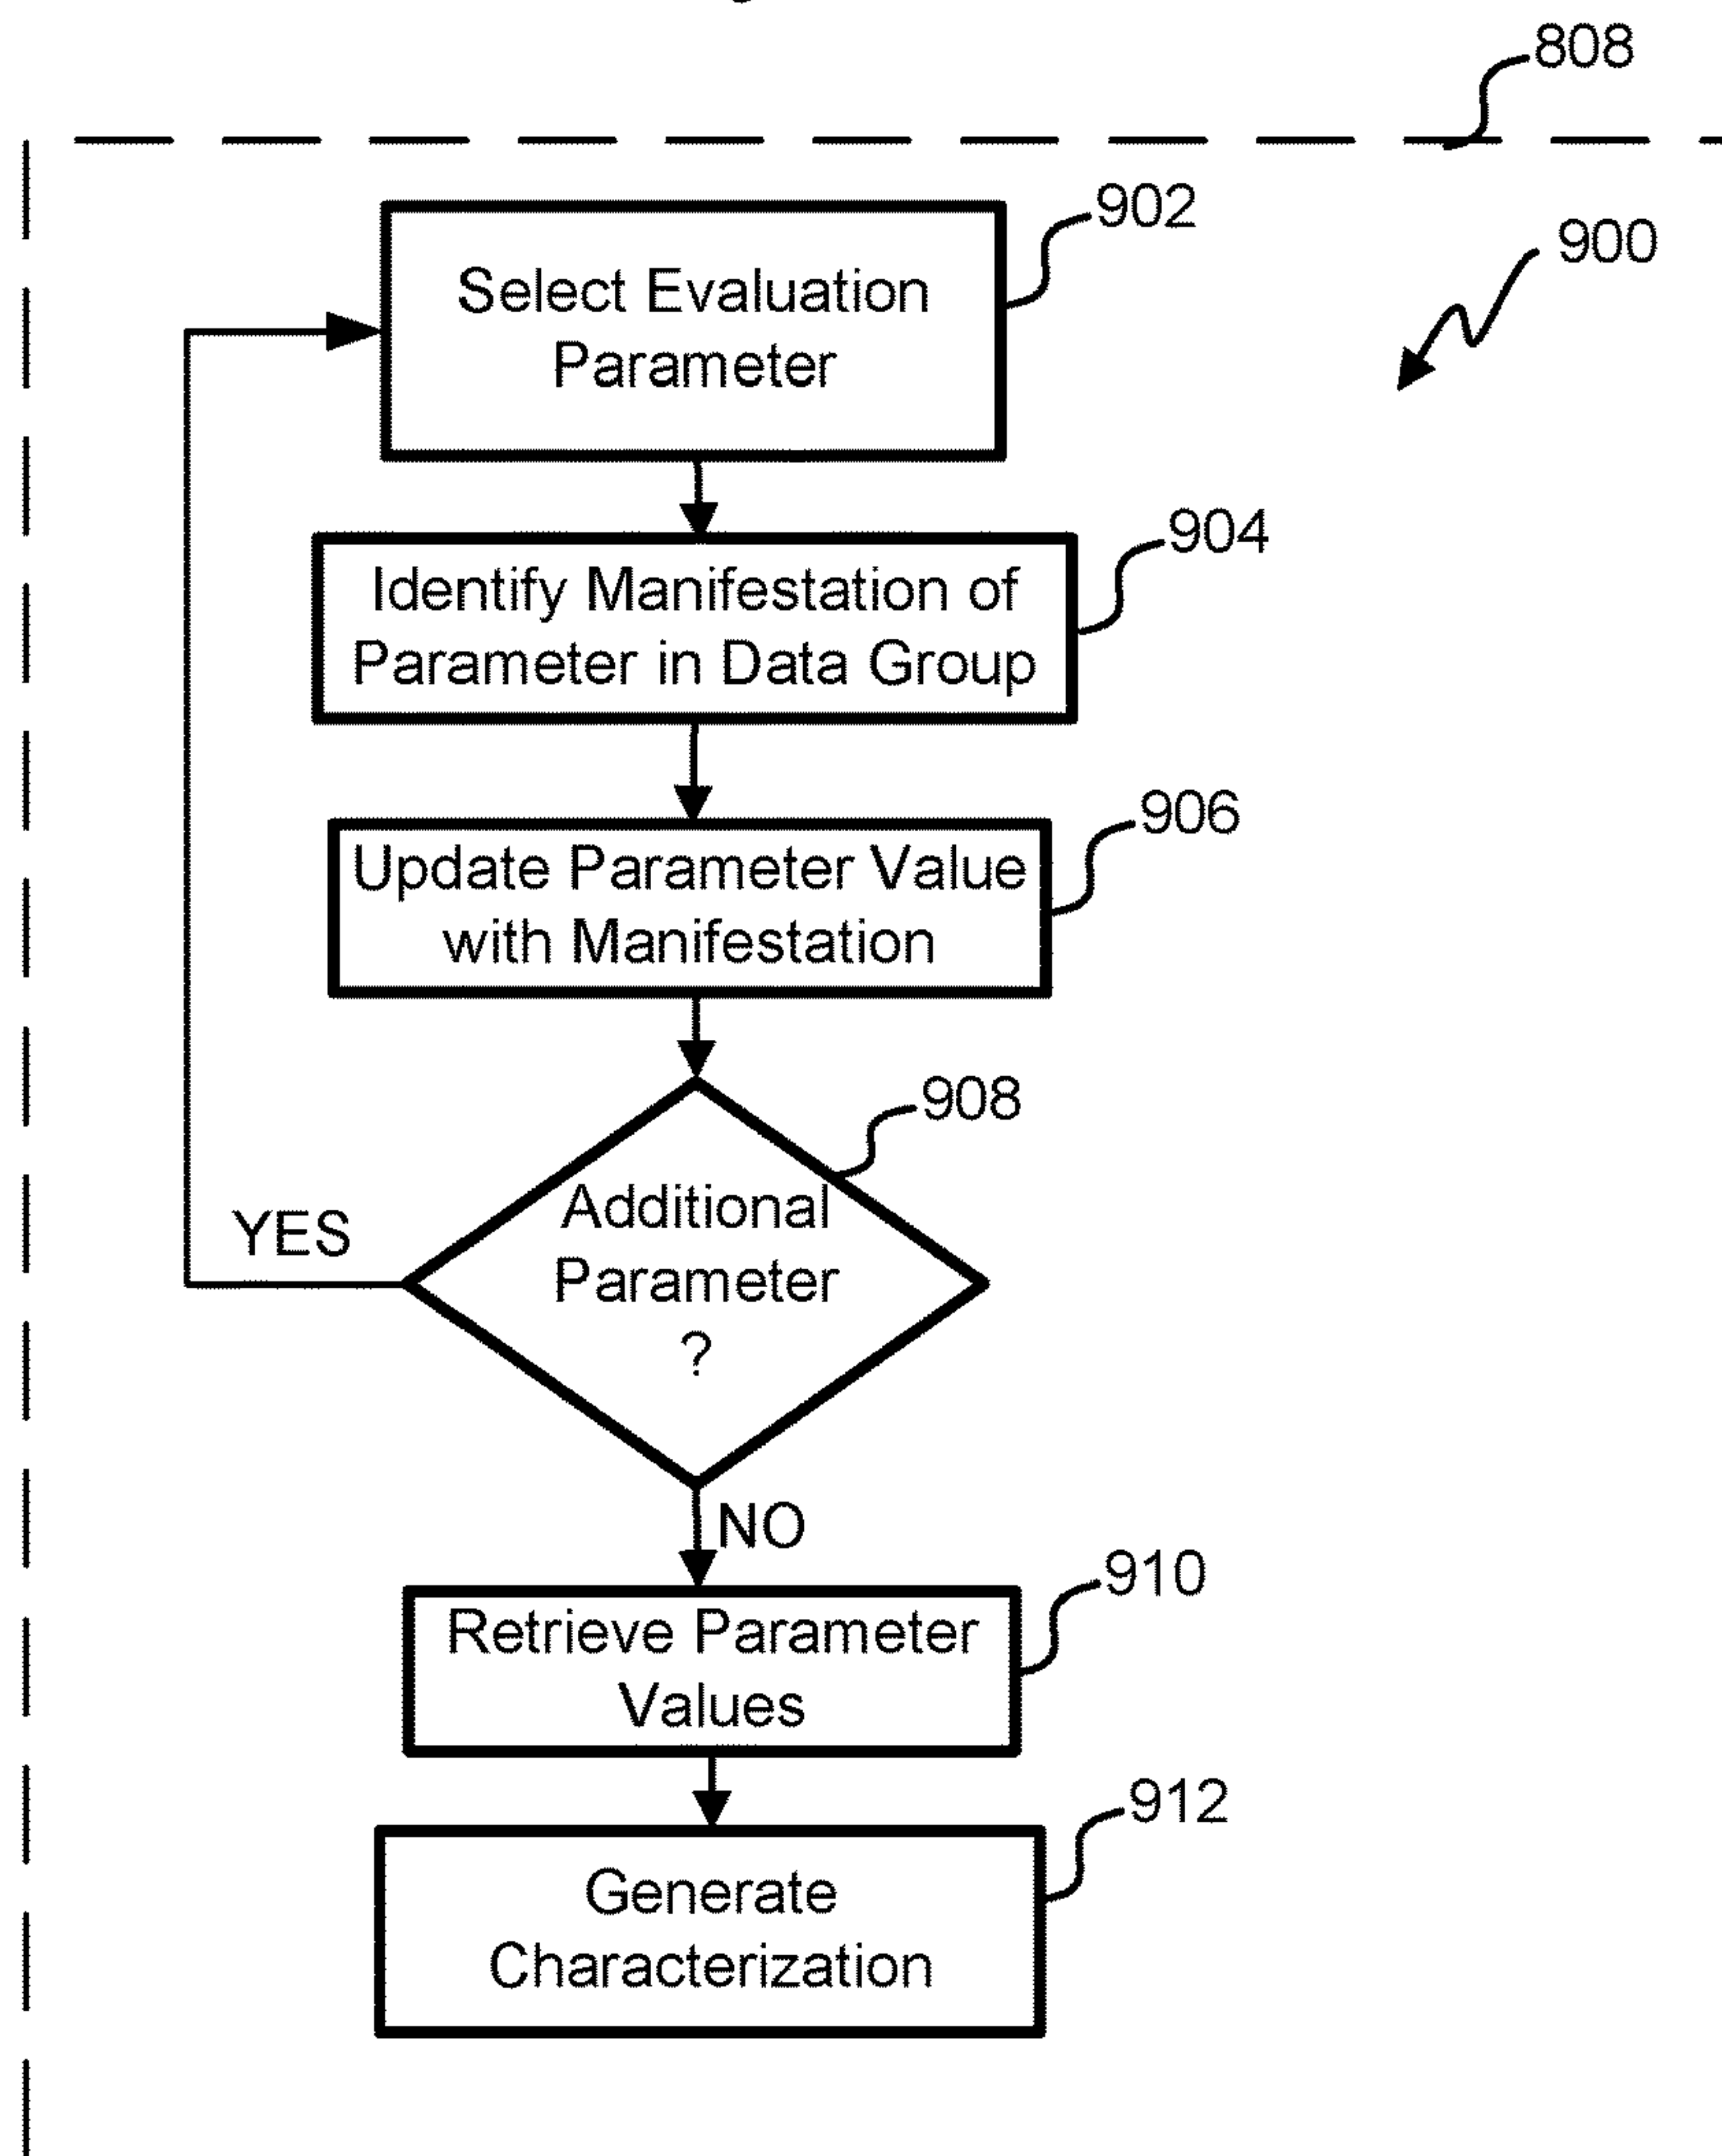 808
902
900
Select Evaluation
Parameter
904
Identify Manifestation of
Parameter in Data Group
906
Update Parameter Value
with Manifestation
908
Additional
Parameter
?
YES
NO
910
Retrieve Parameter
Values
912
Generate
Characterization